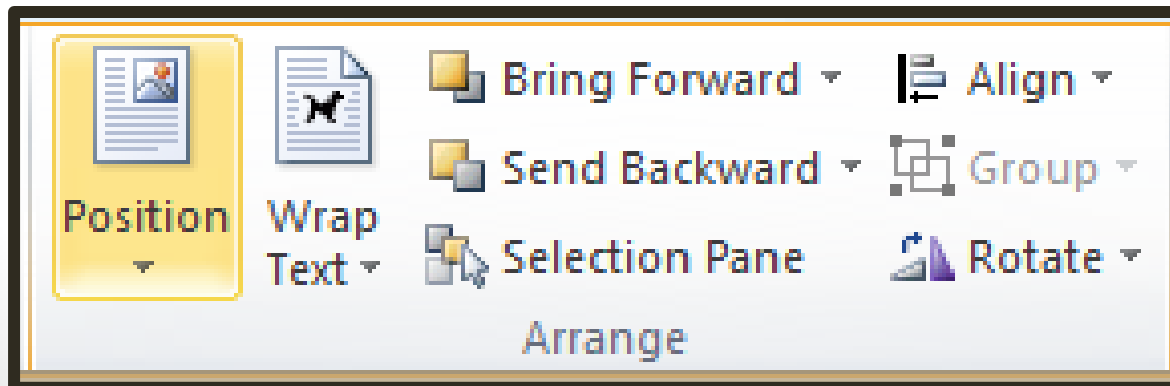 Position
Wrap
Text
Bring Forward
Send Backward
Selection Pane
Align
Group
Rotate
Arrange